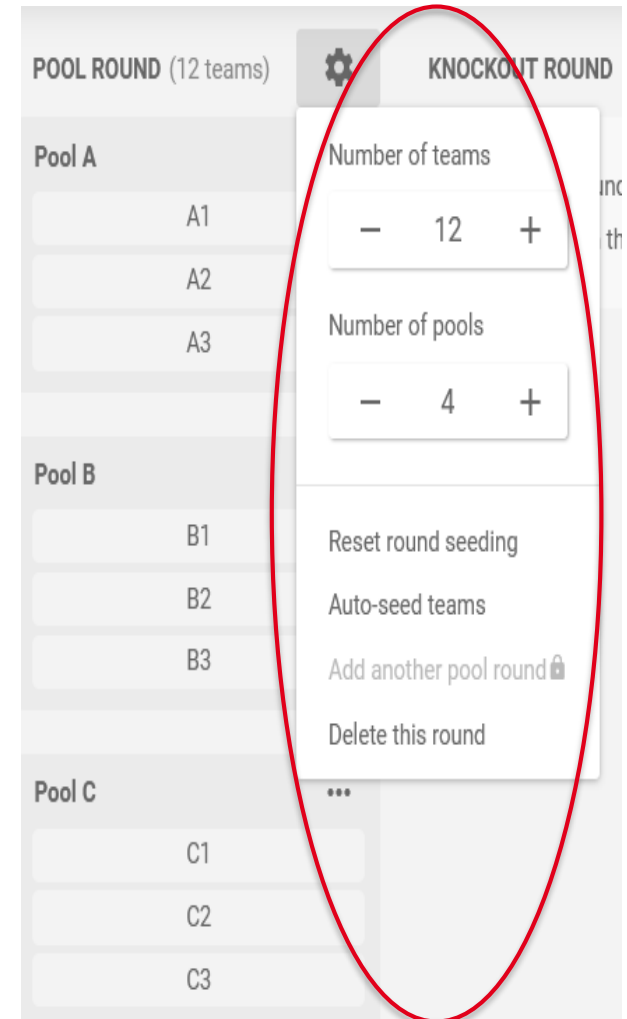 POOL ROUND (12 teams)
KNOCKOUT ROUND
Pool A
A1
A2
A3
Pool B
B1
B2
B3
Pool C
C1
C2
C3
Number of teams
− 12 +
Number of pools
− 4 +
Reset round seeding
Auto-seed teams
Add another pool round
Delete this round